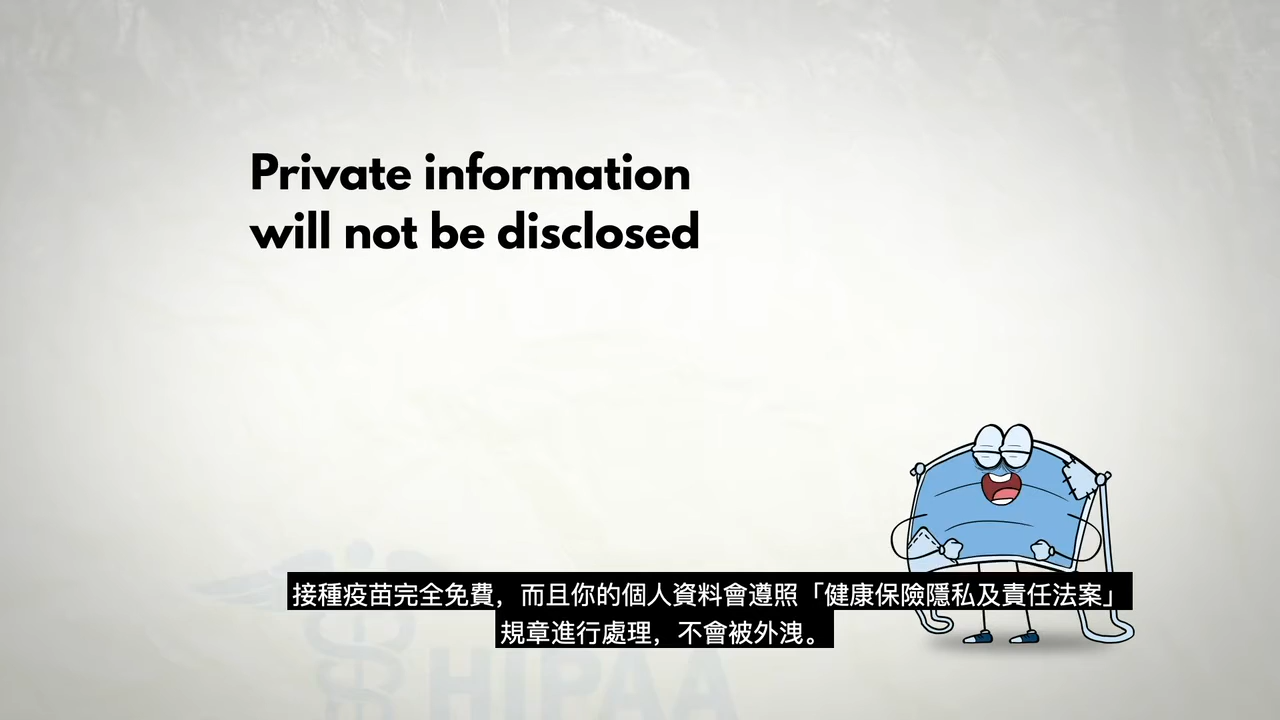 Private information
will not be disclosed
接種疫苗完全免費，而且你的個人資料會遵照「健康保險隱私及責任法案」
規章進行處理，不會被外洩。
HIPAA